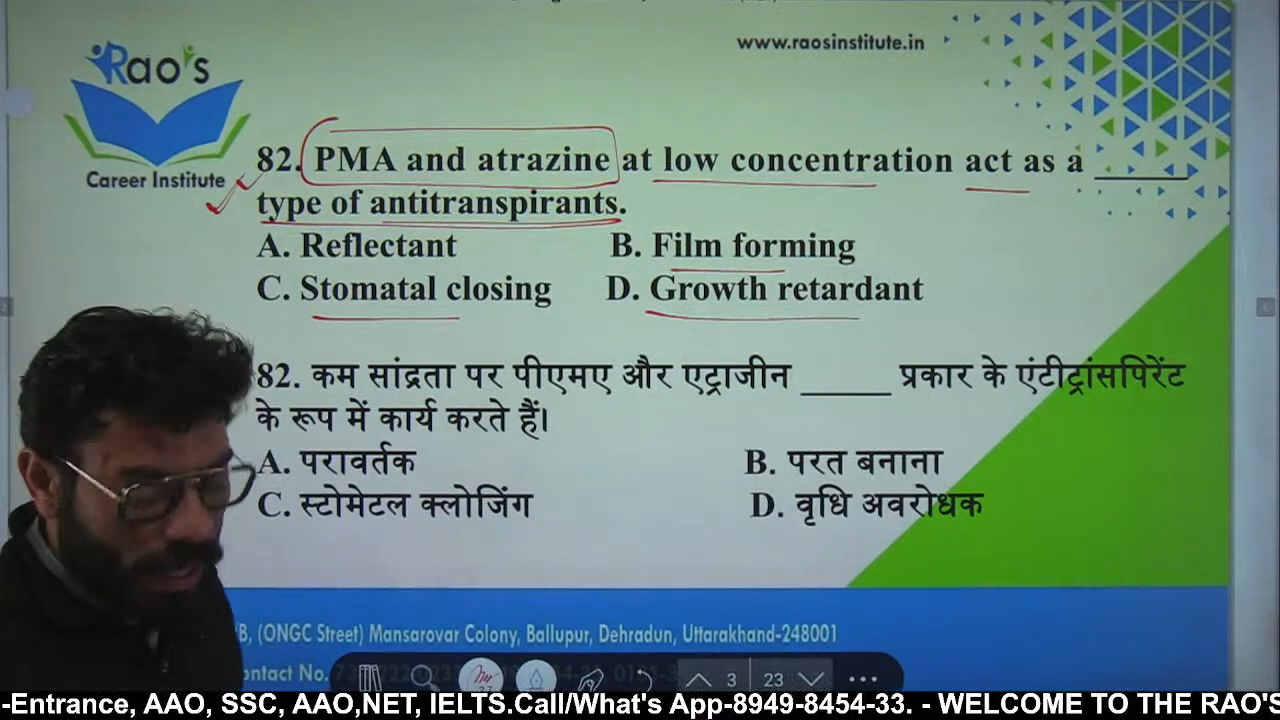 www.raosinstitute.in
Rao's
Career Institute
82. PMA and atrazine at low concentration act as a _____
type of antitranspirants.
A. Reflectant B. Film forming
C. Stomatal closing D. Growth retardant
82. कम सांद्रता पर पीएमए और एट्राजीन _____ प्रकार के एंटीट्रांसपिरेंट
के रूप में कार्य करते हैं।
A. परावर्तक B. परत बनाना
C. स्टोमेटल क्लोजिंग D. वृधि अवरोधक
(ONGC Street) Mansarovar Colony, Ballupur, Dehradun, Uttarakhand-248001
ontact No.
3 23
-Entrance, AAO, SSC, AAO,NET, IELTS.Call/What's App-8949-8454-33. - WELCOME TO THE RAO'S